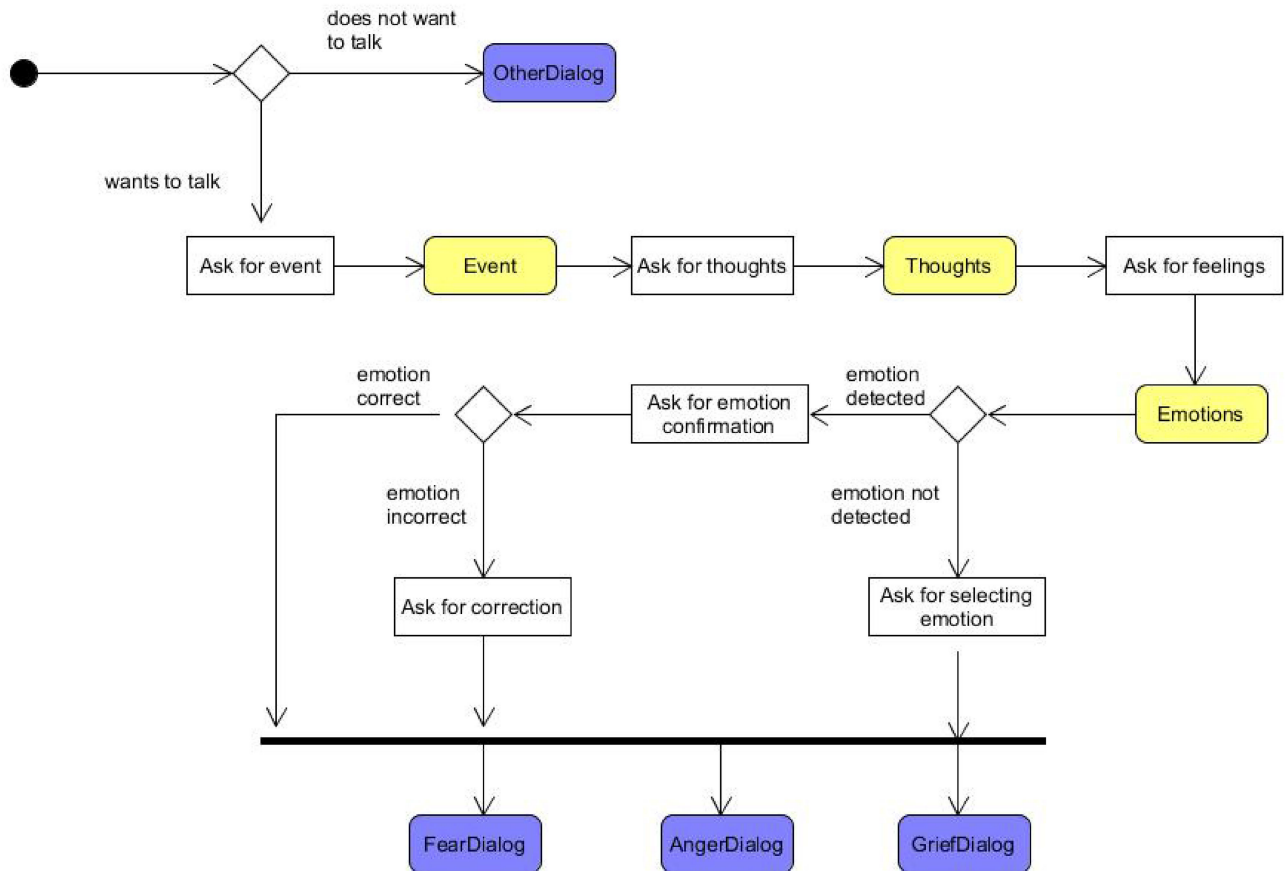 does not want
to talk
OtherDialog
wants to talk
Ask for event
Event
Ask for thoughts
Thoughts
Ask for feelings
emotion
correct
Ask for emotion
confirmation
emotion
detected
Emotions
emotion
incorrect
emotion not
detected
Ask for correction
Ask for selecting
emotion
FearDialog
AngerDialog
GriefDialog